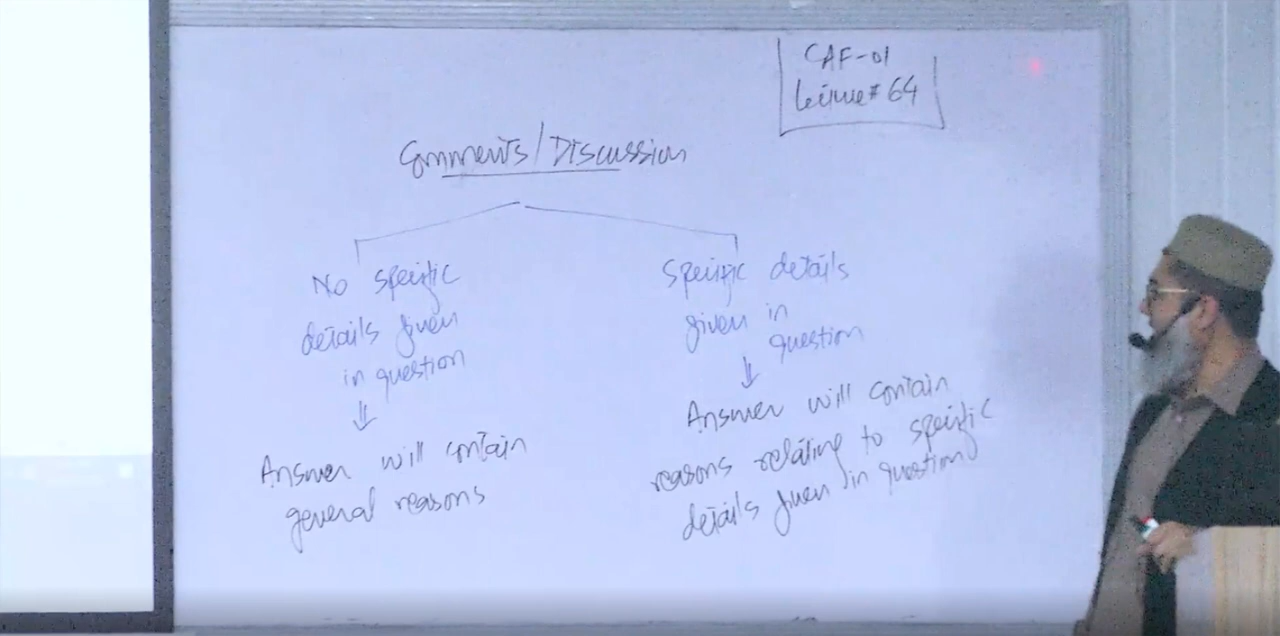 CAF-01
Lecture# 64
Comments/Discussion
No specific
details given
in question
⇓
Answer will contain
general reasons
Specific details
given in
question
⇓
Answer will contain
reasons relating to specific
details given in question